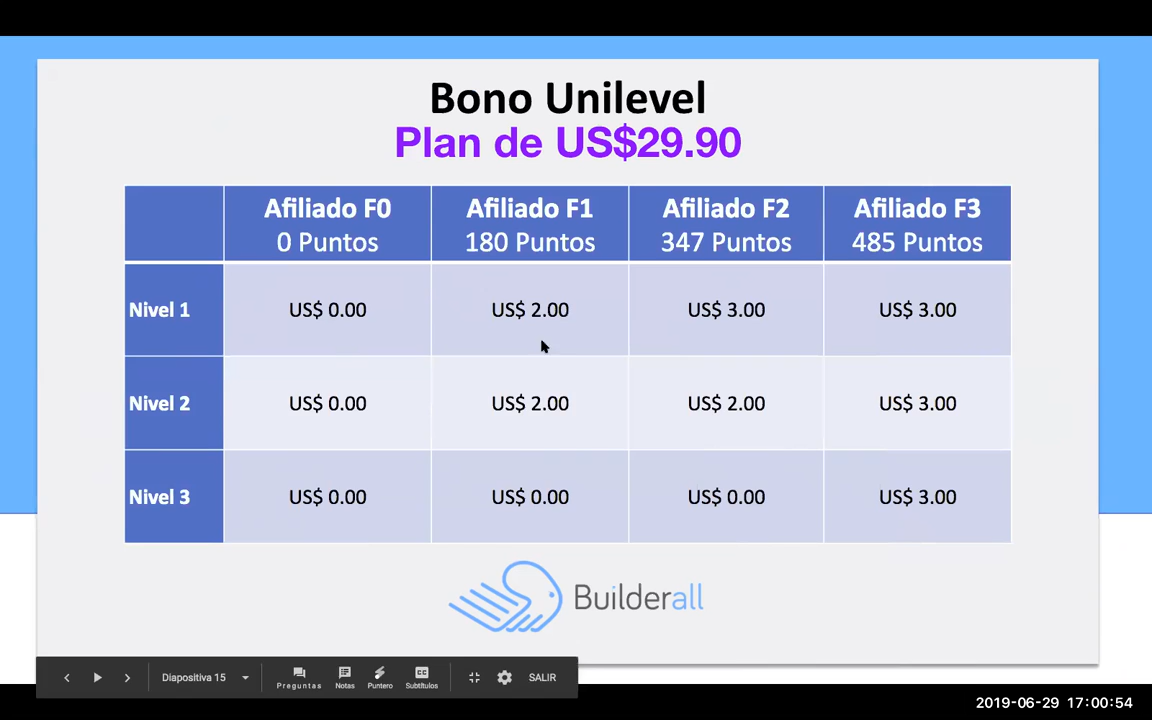 Bono Unilevel
Plan de US$29.90
Afiliado F0 Afiliado F1 Afiliado F2 Afiliado F3
0 Puntos 180 Puntos 347 Puntos 485 Puntos
Nivel 1 US$ 0.00 US$ 2.00 US$ 3.00 US$ 3.00
Nivel 2 US$ 0.00 US$ 2.00 US$ 2.00 US$ 3.00
Nivel 3 US$ 0.00 US$ 0.00 US$ 0.00 US$ 3.00
Builderall
Diapositiva 15 Preguntas Notas Puntero CC Subtítulos SALIR
2019-06-29 17:00:54